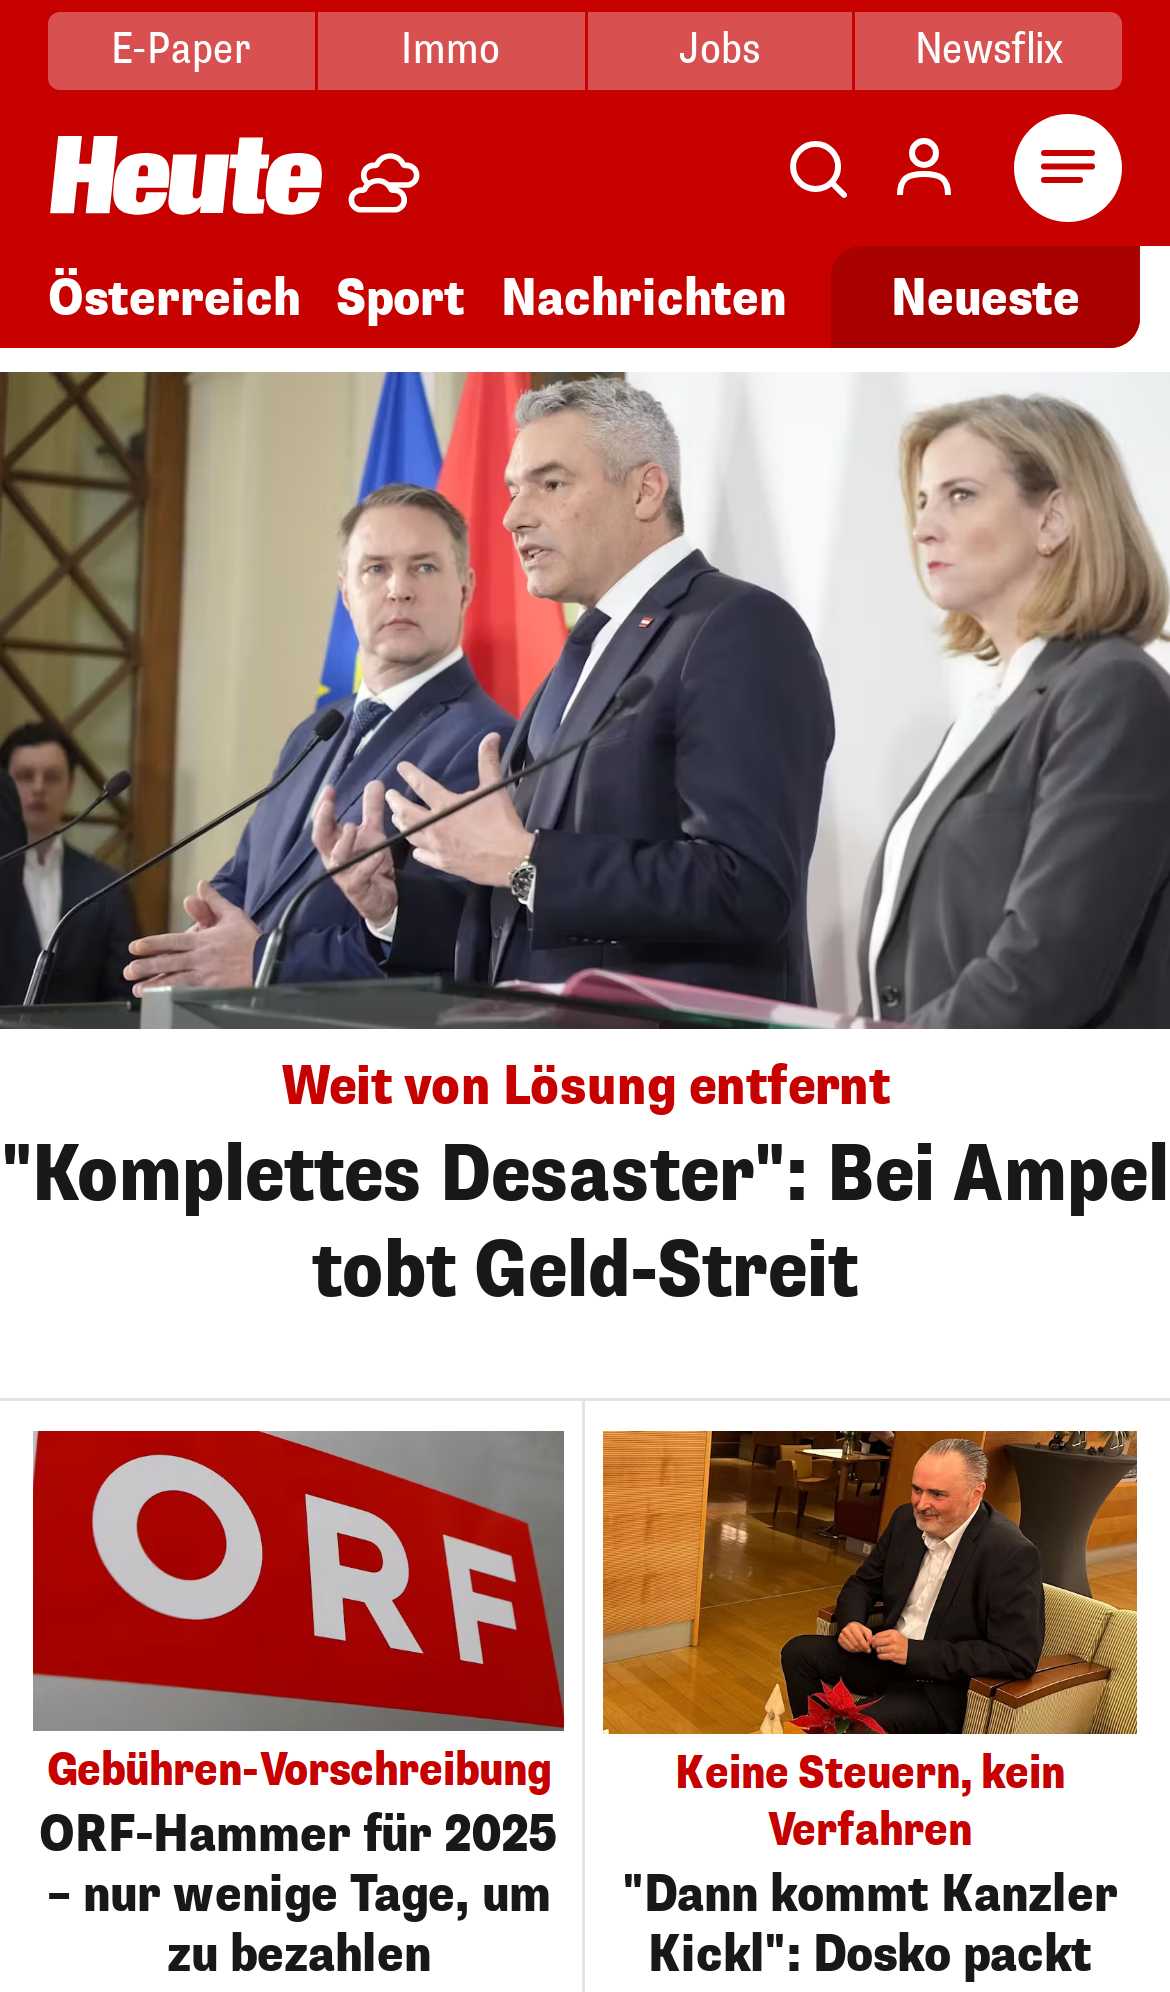 E-Paper
Immo
Jobs
Newsflix
Heute
Österreich
Sport
Nachrichten
Neueste
Weit von Lösung entfernt
"Komplettes Desaster": Bei Ampel
tobt Geld-Streit
ORF
Gebühren-Vorschreibung
ORF-Hammer für 2025
– nur wenige Tage, um
zu bezahlen
Keine Steuern, kein
Verfahren
"Dann kommt Kanzler
Kickl": Dosko packt